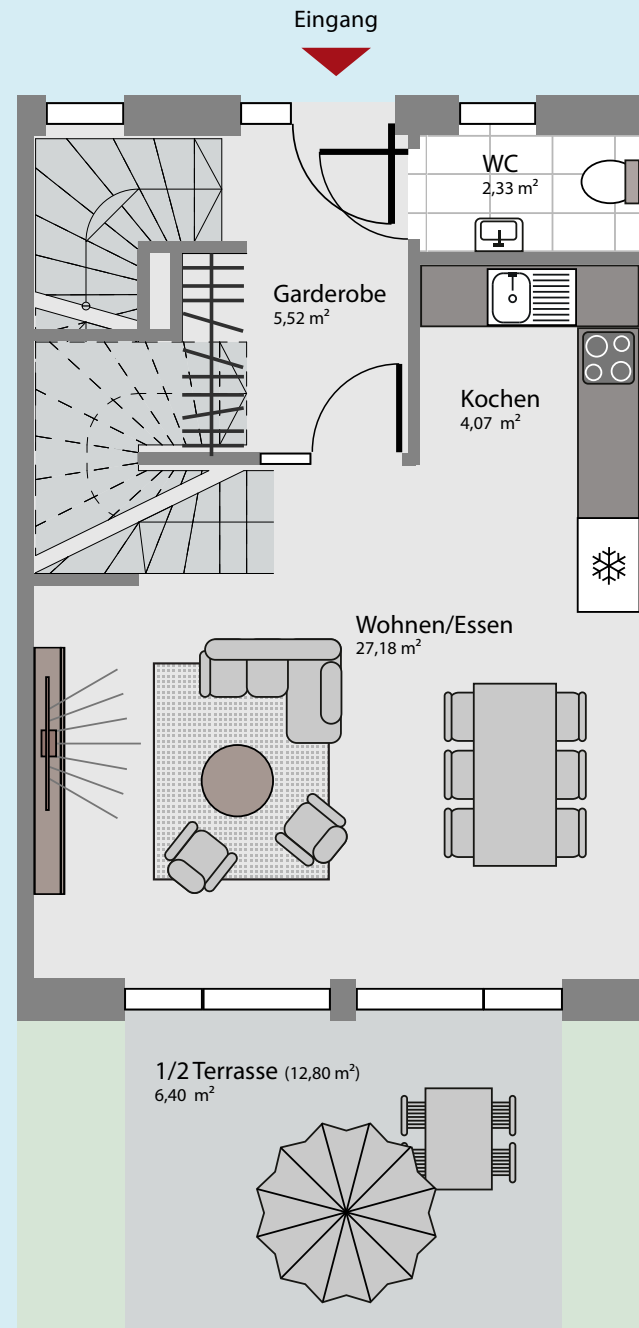 Eingang
WC
2,33 m²
Garderobe
5,52 m²
Kochen
4,07 m²
Wohnen/Essen
27,18 m²
1/2 Terrasse (12,80 m²)
6,40 m²